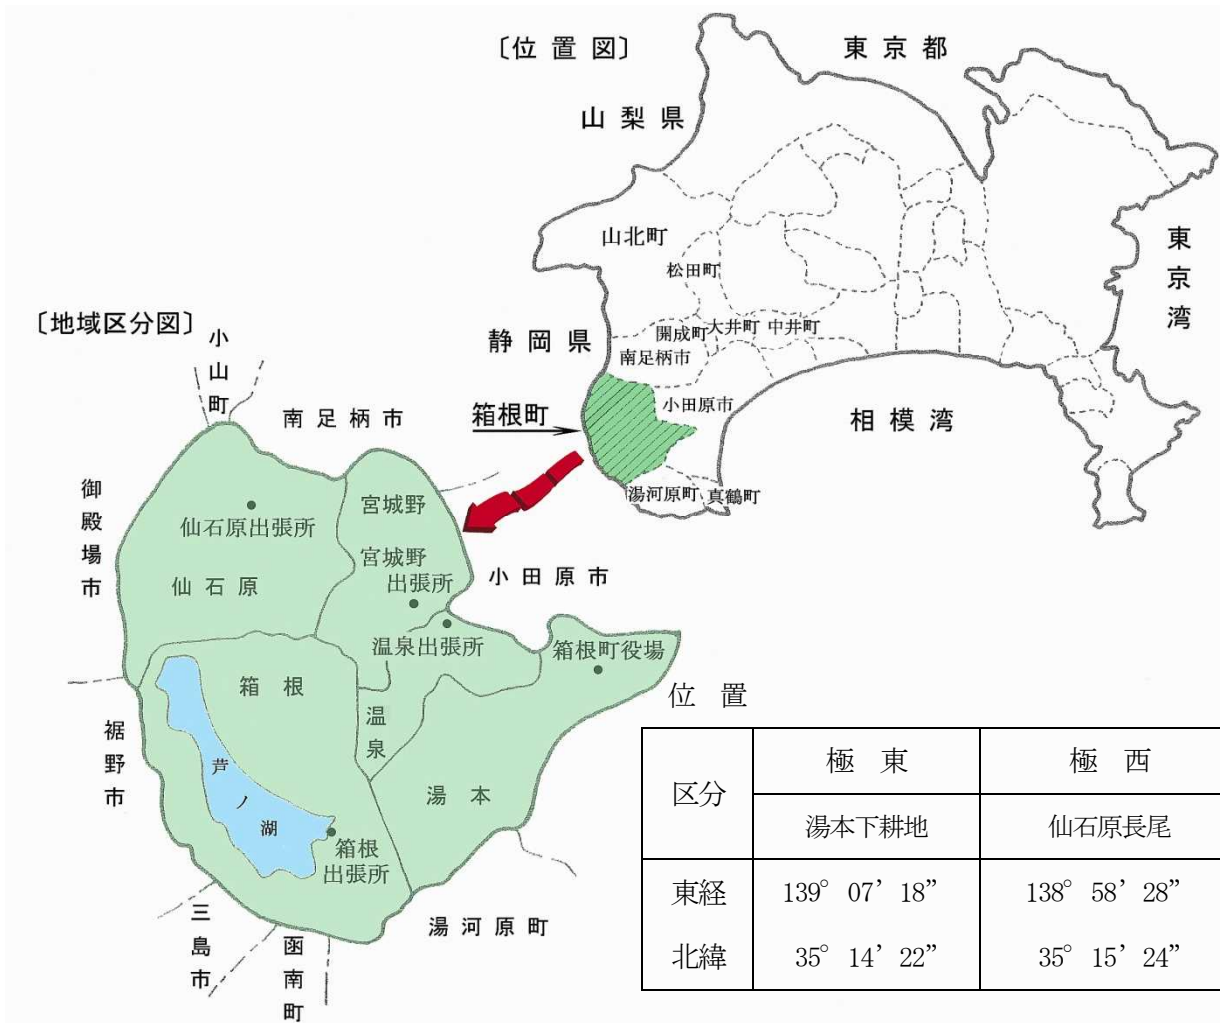 〔位置図〕
東京都
山梨県
東京湾
山北町
松田町
静岡県
開成町
大井町
中井町
南足柄市
箱根町
小田原市
相模湾
湯河原町
真鶴町
〔地域区分図〕
小山町
南足柄市
御殿場市
宮城野
仙石原出張所
宮城野
出張所
仙石原
小田原市
温泉出張所
箱根町役場
箱根
温泉
裾野市
芦ノ湖
湯本
箱根
出張所
三島市
函南町
湯河原町
位置
区分 極東 極西
湯本下耕地 仙石原長尾
東経 139° 07’ 18” 138° 58’ 28”
北緯 35° 14’ 22” 35° 15’ 24”